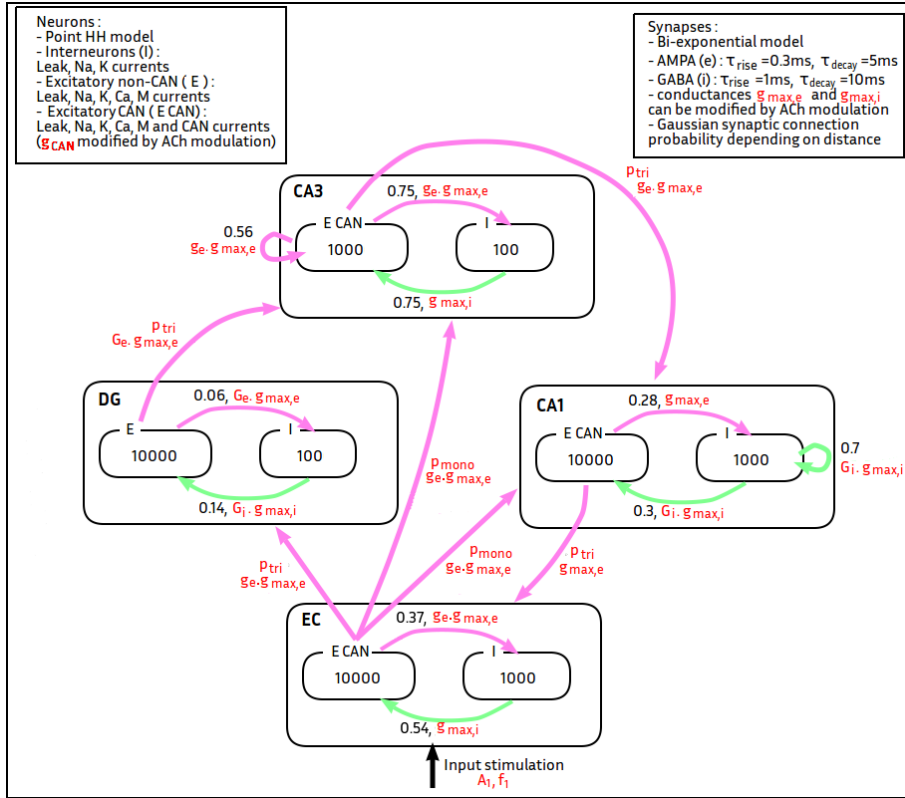 Neurons :
- Point HH model
- Interneurons (I) :
Leak, Na, K currents
- Excitatory non-CAN ( E ) :
Leak, Na, K, Ca, M currents
- Excitatory CAN ( E CAN) :
Leak, Na, K, Ca, M and CAN currents
(gCAN modified by ACh modulation)
Synapses :
- Bi-exponential model
- AMPA (e) : τrise =0.3ms, τdecay =5ms
- GABA (i) : τrise =1ms, τdecay =10ms
- conductances gmax,e and gmax,i
can be modified by ACh modulation
- Gaussian synaptic connection
probability depending on distance
CA3
0.75, ge. gmax,e
E CAN
I
1000
100
0.56
ge. gmax,e
0.75, gmax,i
ptri
ge. gmax,e
ptri
Ge. gmax,e
DG
0.06, Ge. gmax,e
E
I
10000
100
0.14, Gi. gmax,i
CA1
0.28, gmax,e
E CAN
I
10000
1000
0.7
Gi. gmax,i
0.3, Gi. gmax,i
pmono
ge. gmax,e
ptri
ge. gmax,e
pmono
ge. gmax,e
ptri
gmax,e
EC
0.37, ge. gmax,e
E CAN
I
10000
1000
0.54, gmax,i
Input stimulation
A1, f1